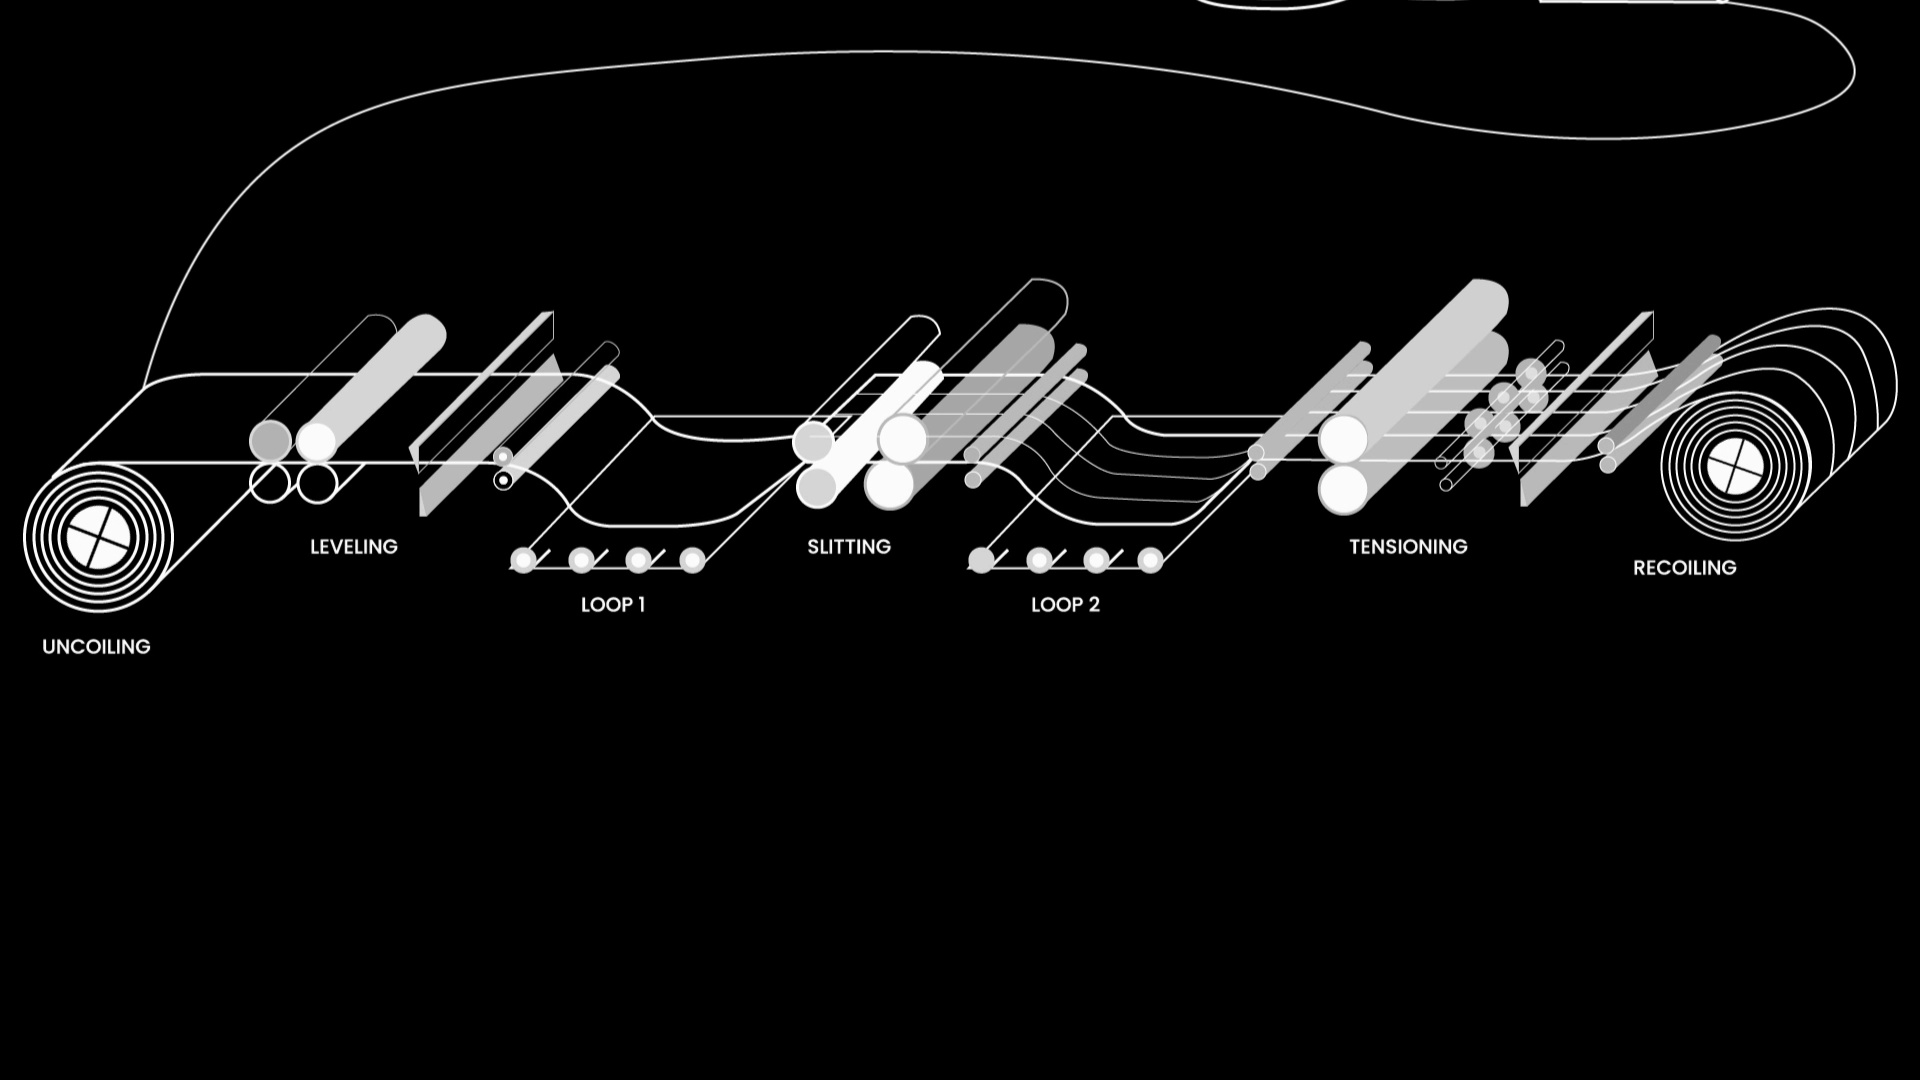 UNCOILING
LEVELING
LOOP 1
SLITTING
LOOP 2
TENSIONING
RECOILING